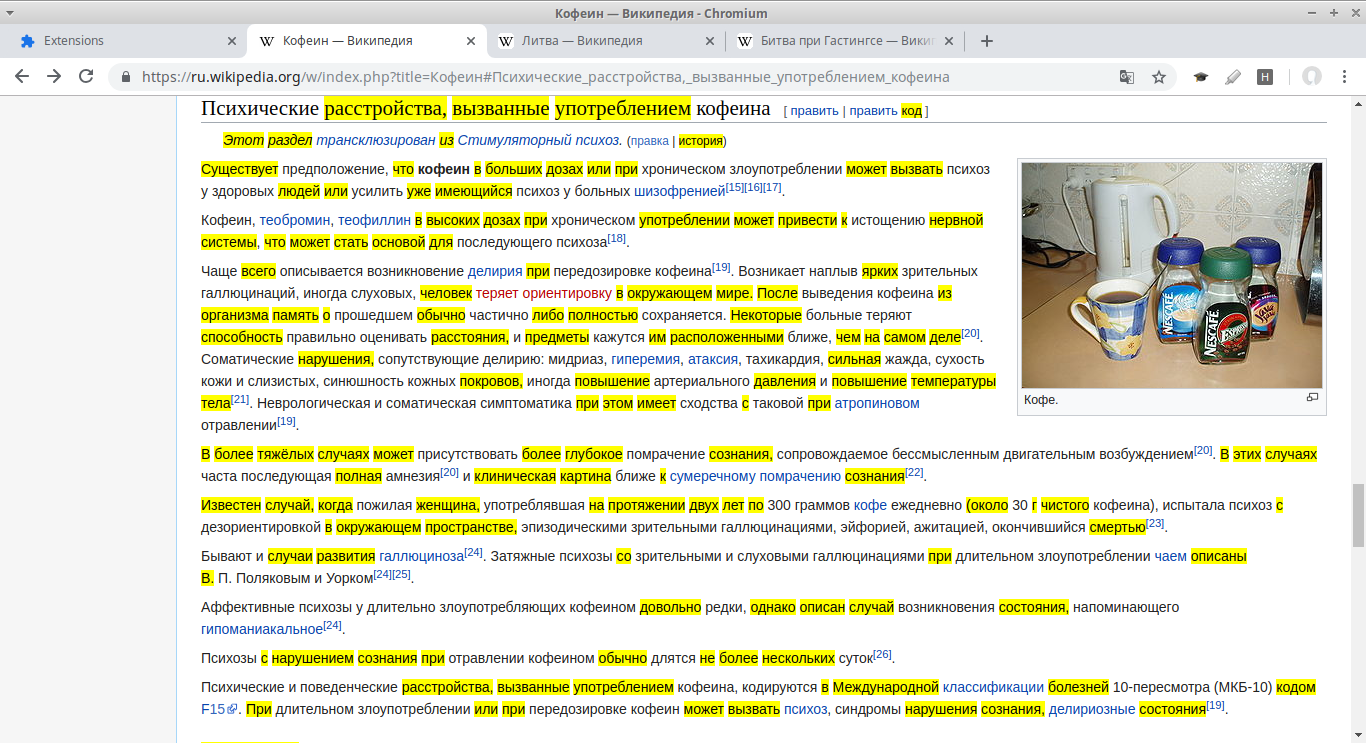 Кофеин — Википедия - Chromium
Extensions
Кофеин — Википедия
Литва — Википедия
Битва при Гастингсе — Вики
https://ru.wikipedia.org/w/index.php?title=Кофеин#Психические_расстройства,_вызванные_употреблением_кофеина
H
Психические расстройства, вызванные употреблением кофеина [ править | править код ]
Этот раздел трансклюзирован из Стимуляторный психоз. (правка | история)
Существует предположение, что кофеин в больших дозах или при хроническом злоупотреблении может вызвать психоз
у здоровых людей или усилить уже имеющийся психоз у больных шизофренией[15][16][17].
Кофеин, теобромин, теофиллин в высоких дозах при хроническом употреблении может привести к истощению нервной
системы, что может стать основой для последующего психоза[18].
Чаще всего описывается возникновение делирия при передозировке кофеина[19]. Возникает наплыв ярких зрительных
галлюцинаций, иногда слуховых, человек теряет ориентировку в окружающем мире. После выведения кофеина из
организма память о прошедшем обычно частично либо полностью сохраняется. Некоторые больные теряют
способность правильно оценивать расстояния, и предметы кажутся им расположенными ближе, чем на самом деле[20].
Соматические нарушения, сопутствующие делирию: мидриаз, гиперемия, атаксия, тахикардия, сильная жажда, сухость
кожи и слизистых, синюшность кожных покровов, иногда повышение артериального давления и повышение температуры
тела[21]. Неврологическая и соматическая симптоматика при этом имеет сходства с таковой при атропиновом
отравлении[19].
NESCAFÉ
NESCAFÉ
Кофе.
В более тяжёлых случаях может присутствовать более глубокое помрачение сознания, сопровождаемое бессмысленным двигательным возбуждением[20]. В этих случаях
часта последующая полная амнезия[20] и клиническая картина ближе к сумеречному помрачению сознания[22].
Известен случай, когда пожилая женщина, употреблявшая на протяжении двух лет по 300 граммов кофе ежедневно (около 30 г чистого кофеина), испытала психоз с
дезориентировкой в окружающем пространстве, эпизодическими зрительными галлюцинациями, эйфорией, ажитацией, окончившийся смертью[23].
Бывают и случаи развития галлюциноза[24]. Затяжные психозы со зрительными и слуховыми галлюцинациями при длительном злоупотреблении чаем описаны
В. П. Поляковым и Уорком[24][25].
Аффективные психозы у длительно злоупотребляющих кофеином довольно редки, однако описан случай возникновения состояния, напоминающего
гипоманиакальное[24].
Психозы с нарушением сознания при отравлении кофеином обычно длятся не более нескольких суток[26].
Психические и поведенческие расстройства, вызванные употреблением кофеина, кодируются в Международной классификации болезней 10-пересмотра (МКБ-10) кодом
F15. При длительном злоупотреблении или при передозировке кофеин может вызвать психоз, синдромы нарушения сознания, делириозные состояния[19].